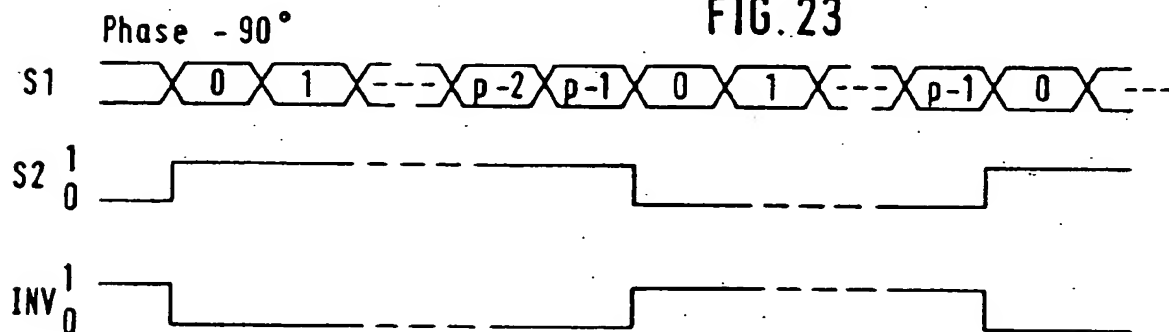 FIG. 23
Phase -90°
S1 0 1 p-2 p-1 0 1 p-1 0
S2 1
0
INV 1
0